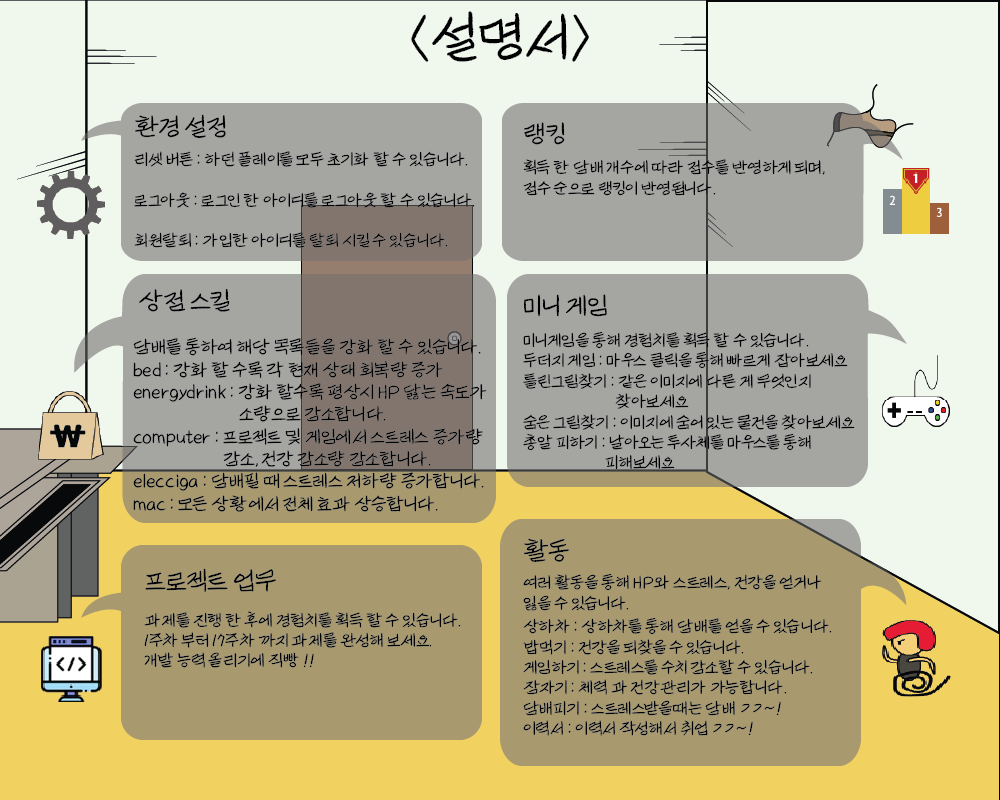 <설명서>
환경 설정
리셋 버튼 : 하던 플레이를 모두 초기화 할 수 있습니다.
로그아웃 : 로그인 한 아이디를 로그아웃 할 수 있습니다.
회원탈퇴 : 가입한 아이디를 탈퇴 시킬수 있습니다.
랭킹
획득 한 담배 개수에 따라 점수를 반영하게 되며,
점수 순으로 랭킹이 반영됩니다.
1
2
3
상점 스킬
담배를 통하여 해당 목록들을 강화 할 수 있습니다.
bed : 강화 할 수록 각 현재 상태 회복량 증가
energydrink : 강화 할수록 평상시 HP 닳는 속도가
소량으로 감소합니다.
computer : 프로젝트 및 게임에서 스트레스 증가량
감소, 건강 감소량 감소합니다.
elecciga : 담배필 때 스트레스 저하량 증가합니다.
mac : 모든 상황에서 전체 효과 상승합니다.
₩
미니 게임
미니게임을 통해 경험치를 획득 할 수 있습니다.
두더지 게임 : 마우스 클릭을 통해 빠르게 잡아보세요
틀린그림찾기 : 같은 이미지에 다른 게 무엇인지
찾아보세요
숨은 그림찾기 : 이미지에 숨어있는 물건을 찾아보세요
총알 피하기 : 날아오는 투사체를 마우스를 통해
피해보세요
프로젝트 업무
과제를 진행 한 후에 경험치를 획득 할 수 있습니다.
1주차 부터 17주차 까지 과제를 완성해 보세요
개발 능력 올리기에 직빵 !!
</>
활동
여러 활동을 통해 HP와 스트레스, 건강을 얻거나
잃을 수 있습니다.
상하차 : 상하차를 통해 담배를 얻을 수 있습니다.
밥먹기 : 건강을 되찾을 수 있습니다.
게임하기 : 스트레스를 수치 감소할 수 있습니다.
잠자기 : 체력 과 건강관리가 가능합니다.
담배피기 : 스트레스받을때는 담배 ㄱㄱ~!
이력서 : 이력서 작성해서 취업 ㄱㄱ~!